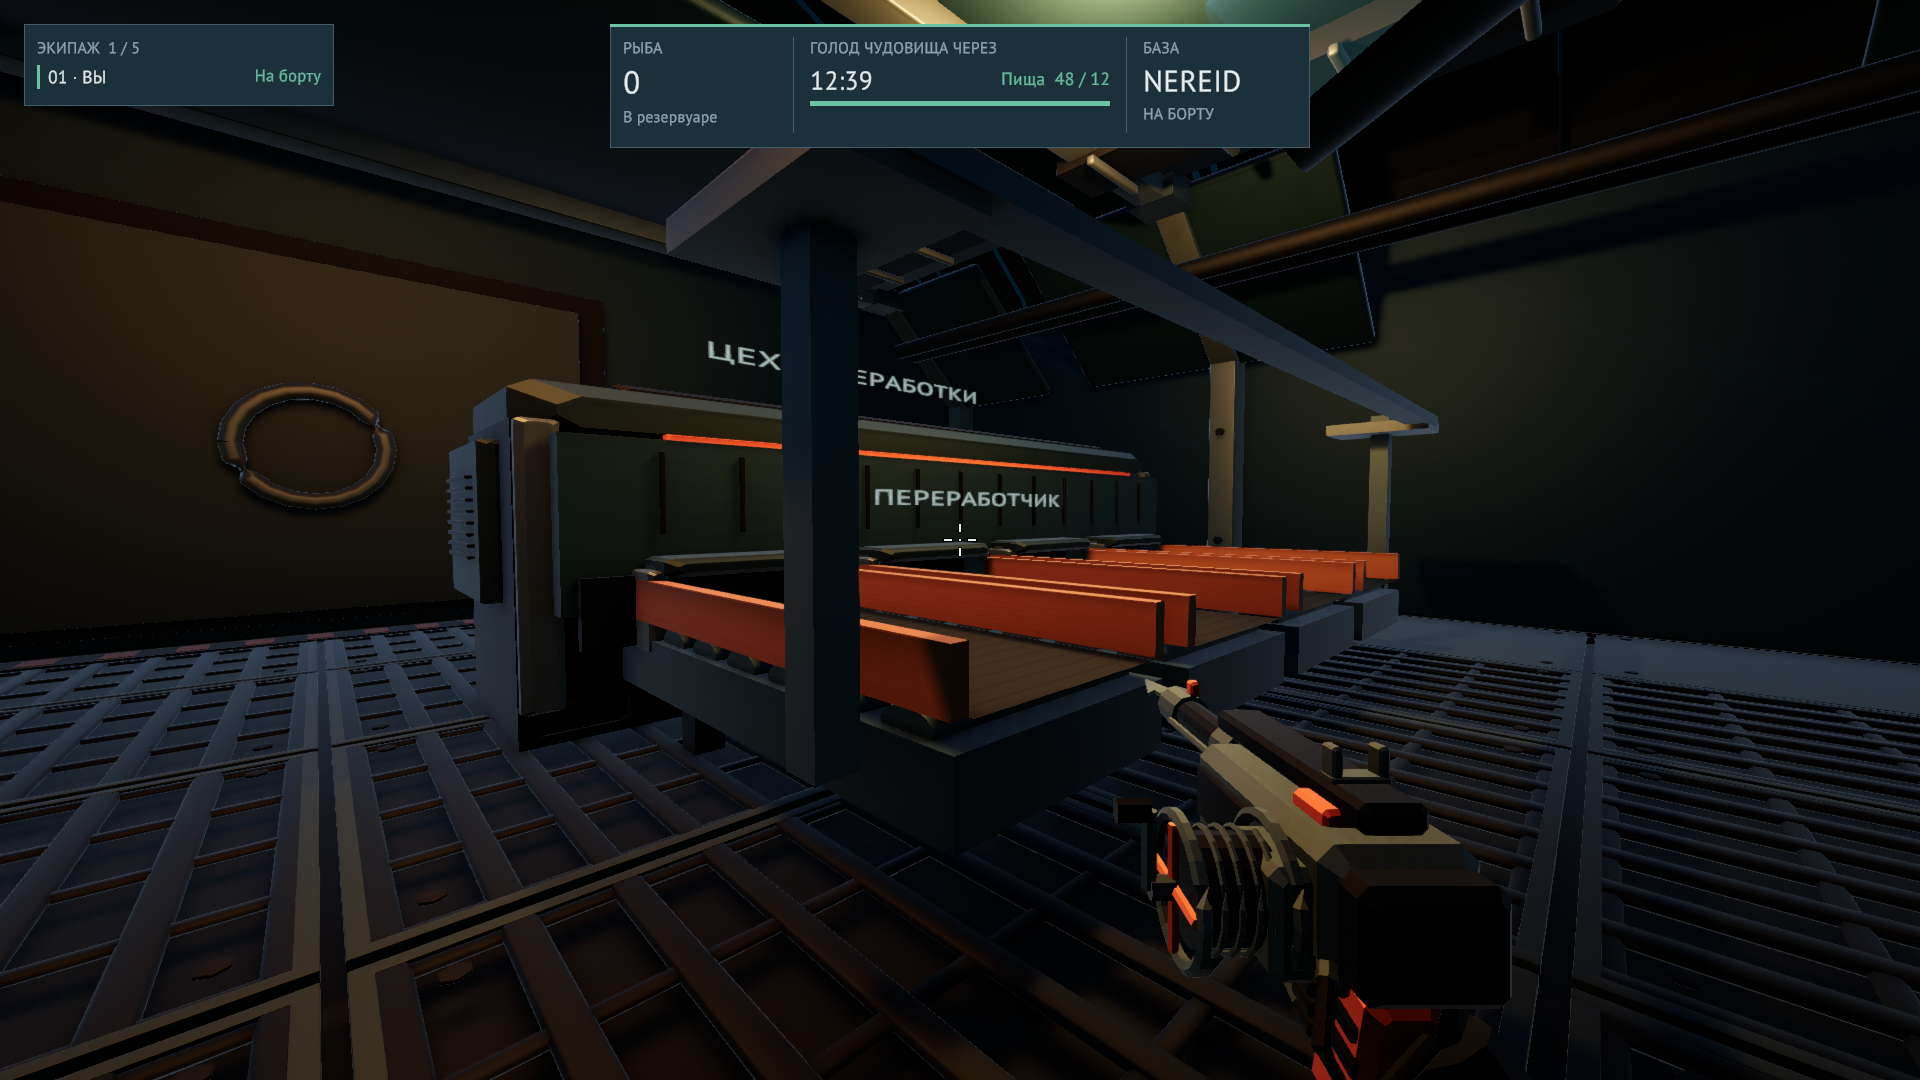 ЭКИПАЖ 1 / 5
01 · ВЫ
На борту
РЫБА
0
В резервуаре
ГОЛОД ЧУДОВИЩА ЧЕРЕЗ
12:39
Пища 48 / 12
БАЗА
NEREID
НА БОРТУ
ЦЕХ ЕРАБОТКИ
ПЕРЕРАБОТЧИК